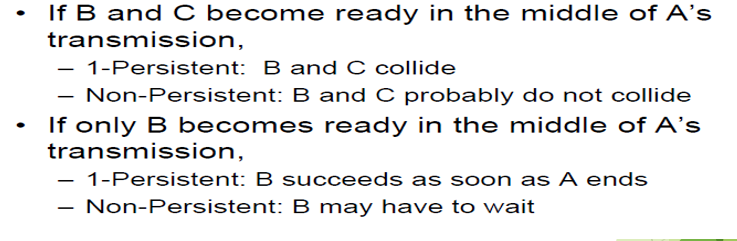 • If B and C become ready in the middle of A's
transmission,
– 1-Persistent:  B and C collide
– Non-Persistent: B and C probably do not collide
• If only B becomes ready in the middle of A's
transmission,
– 1-Persistent: B succeeds as soon as A ends
– Non-Persistent: B may have to wait